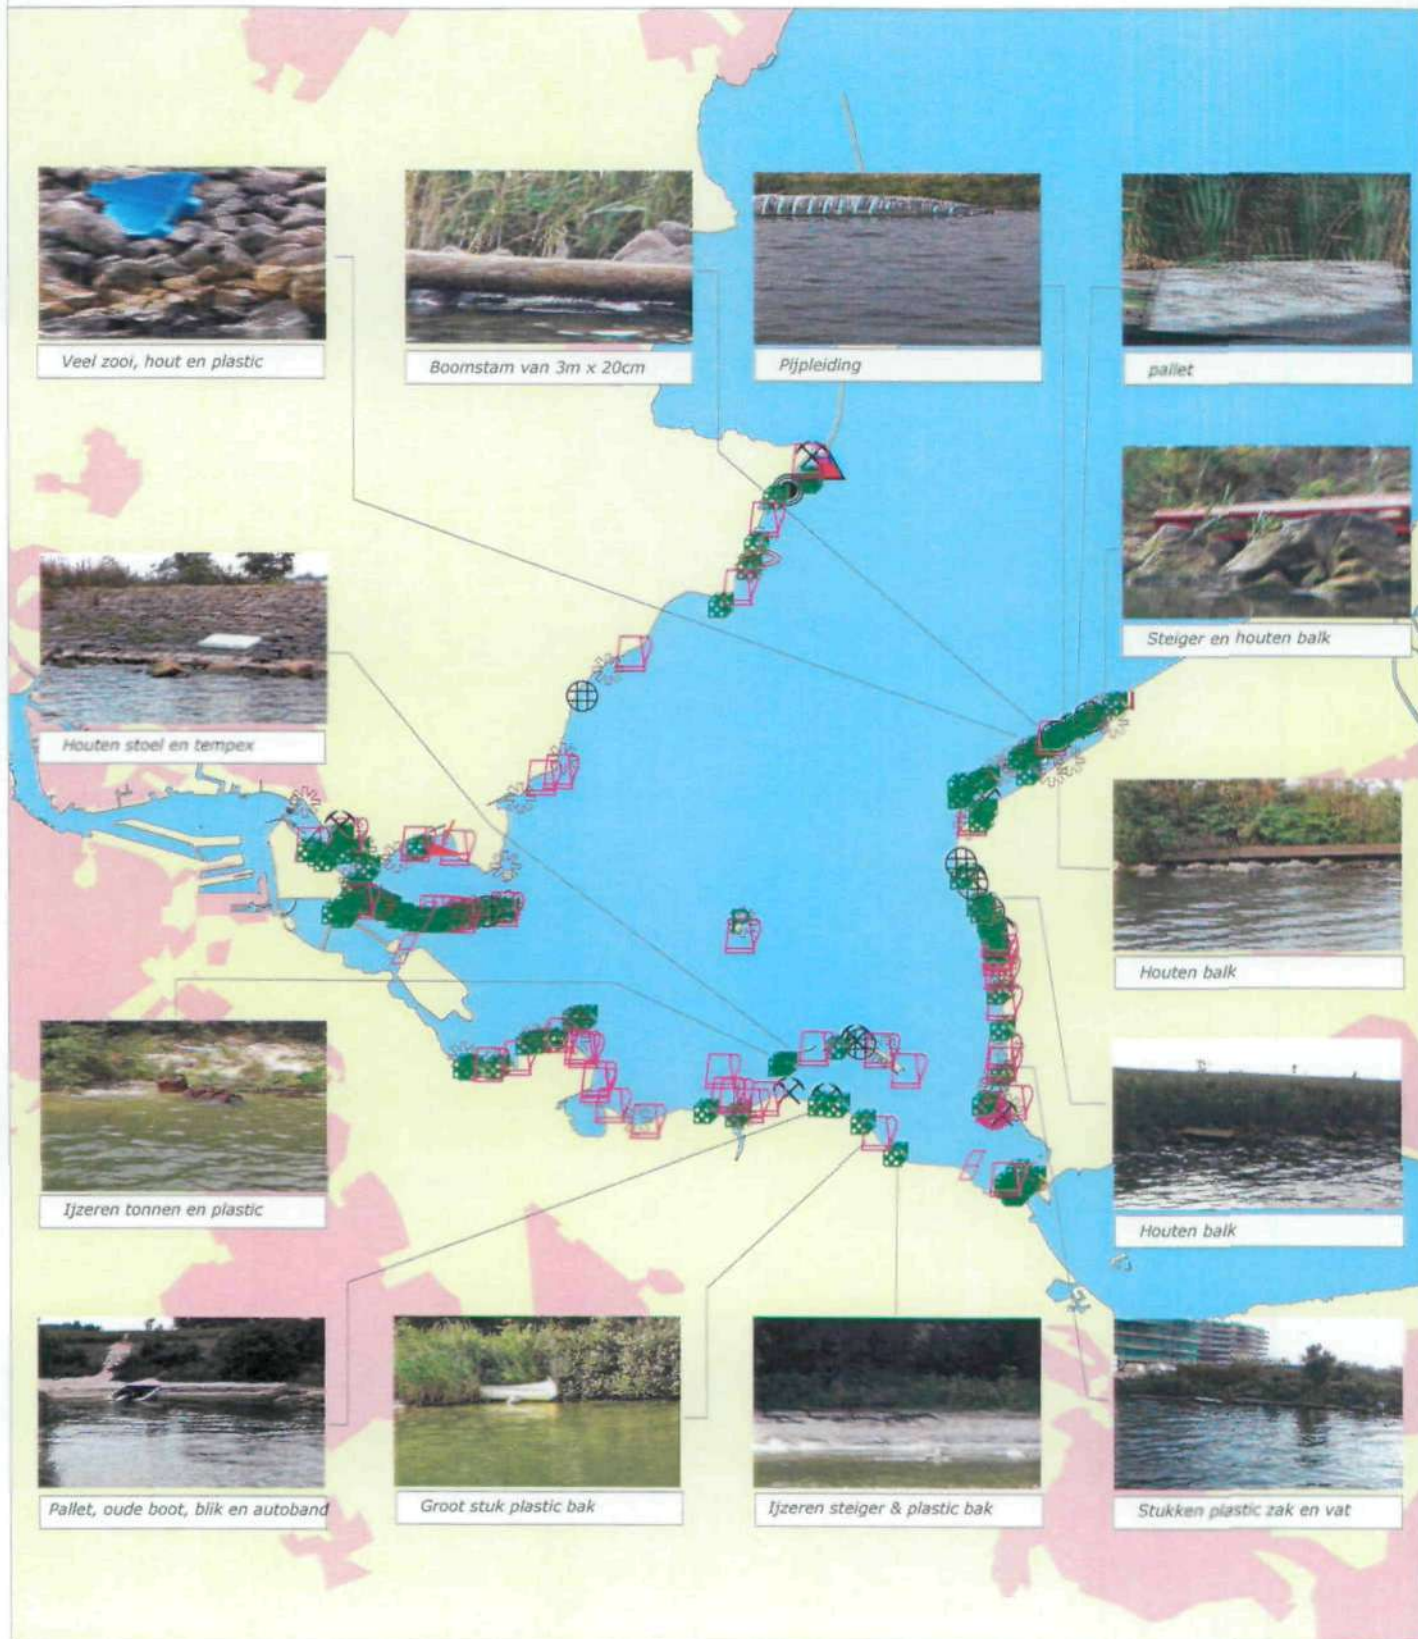 Veel zooi, hout en plastic
Boomstam van 3m x 20cm
Pijpleiding
pallet
Steiger en houten balk
Houten stoel en tempex
Houten balk
Ijzeren tonnen en plastic
Houten balk
Pallet, oude boot, blik en autoband
Groot stuk plastic bak
Ijzeren steiger & plastic bak
Stukken plastic zak en vat